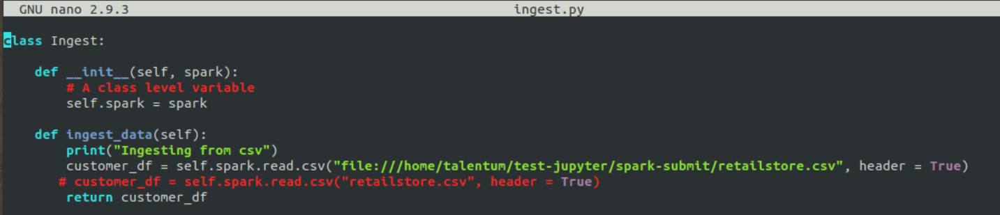 GNU nano 2.9.3 ingest.py
class Ingest:
def __init__(self, spark):
# A class level variable
self.spark = spark
def ingest_data(self):
print("Ingesting from csv")
customer_df = self.spark.read.csv("file:///home/talentum/test-jupyter/spark-submit/retailstore.csv", header = True)
# customer_df = self.spark.read.csv("retailstore.csv", header = True)
return customer_df